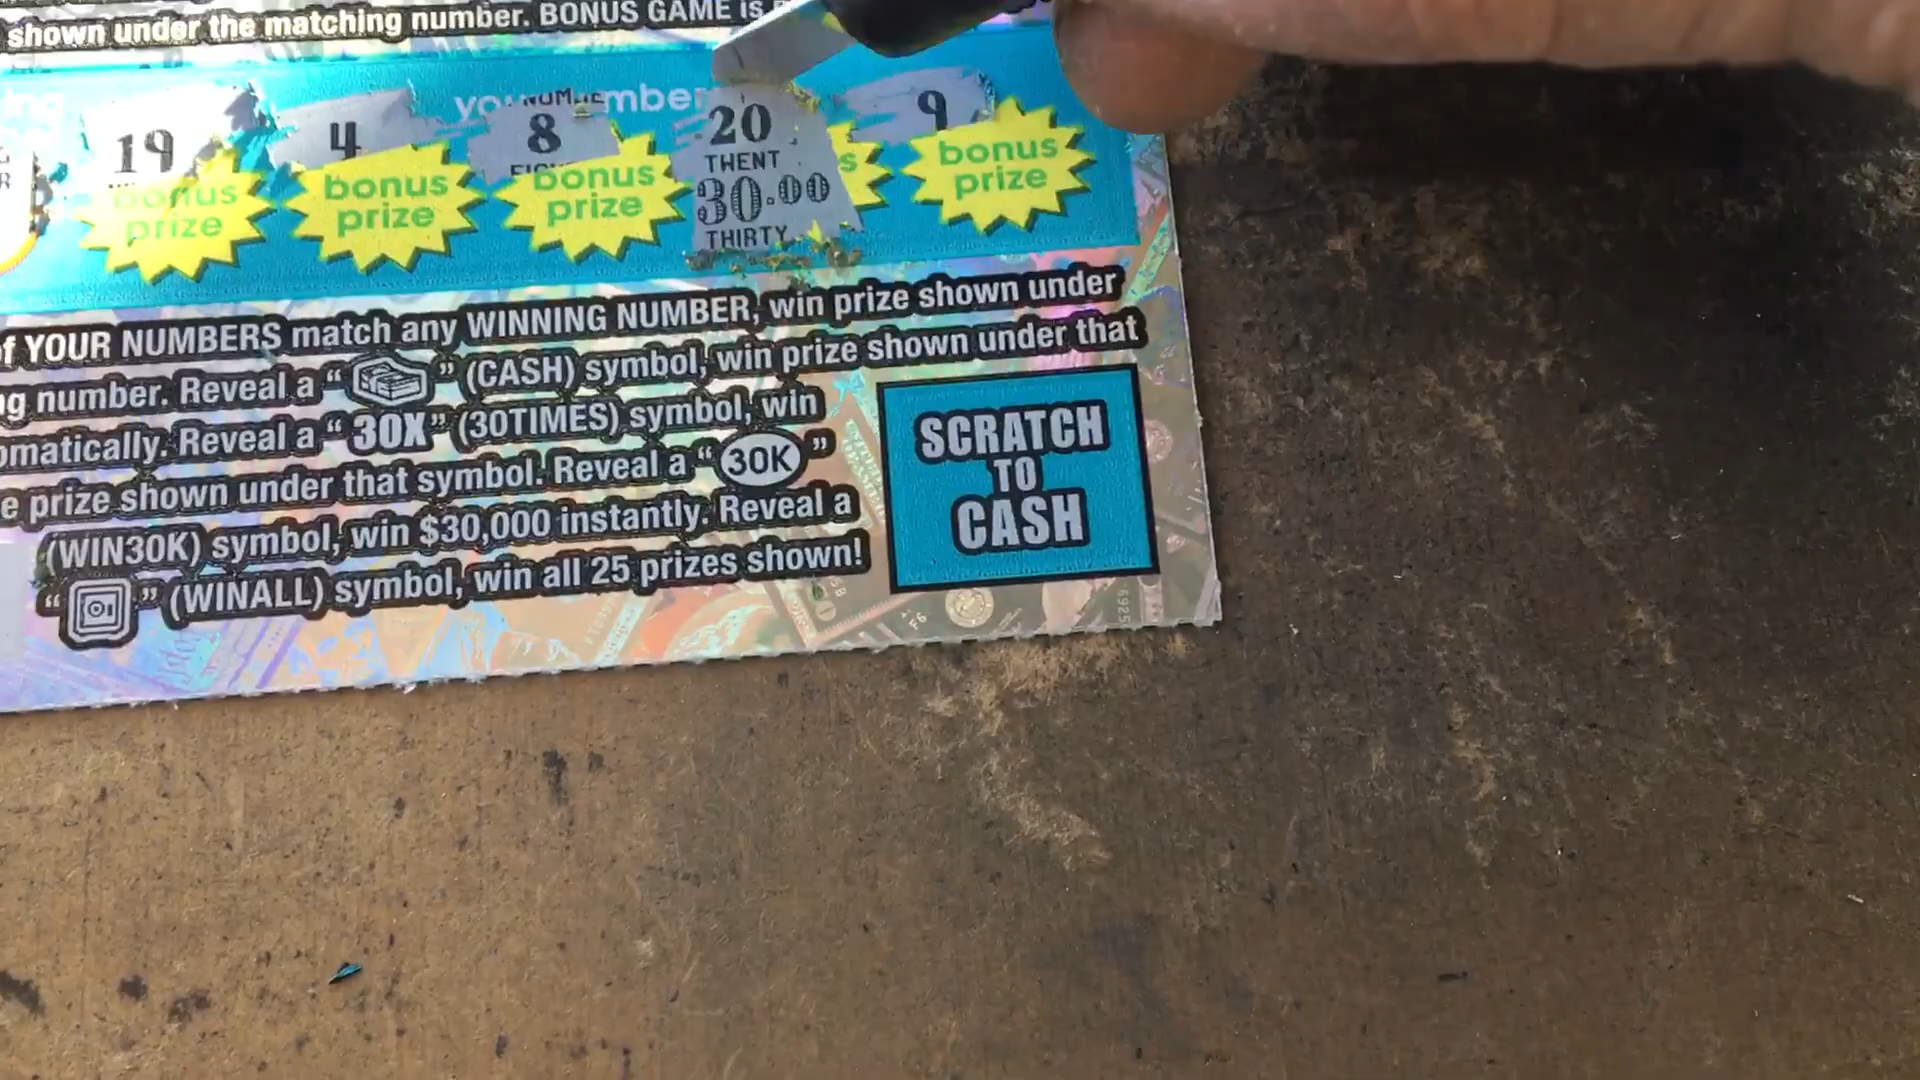 shown under the matching number. BONUS GAME is
19 4 8 20 9
TWENT
30.00
THIRTY
bonus prize
bonus prize
bonus prize
bonus prize
of YOUR NUMBERS match any WINNING NUMBER, win prize shown under
number. Reveal a “ ” (CASH) symbol, win prize shown under that
Reveal a “30X” (30TIMES) symbol, win
prize shown under that symbol. Reveal a “30K”
(WIN30K) symbol, win $30,000 instantly. Reveal a
“ ” (WINALL) symbol, win all 25 prizes shown!
SCRATCH
TO
CASH